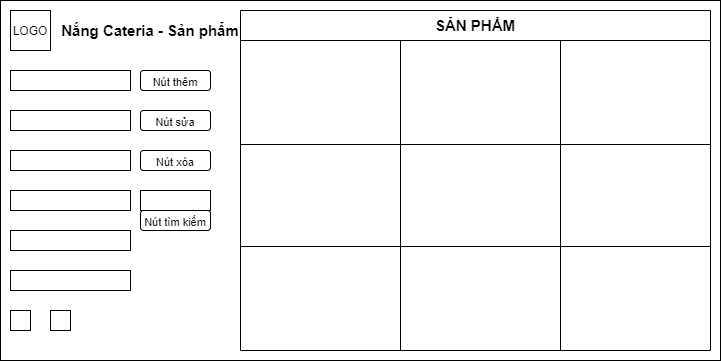 LOGO
Nắng Cateria - Sản phẩm
SẢN PHẨM
Nút thêm
Nút sửa
Nút xóa
Nút tìm kiếm